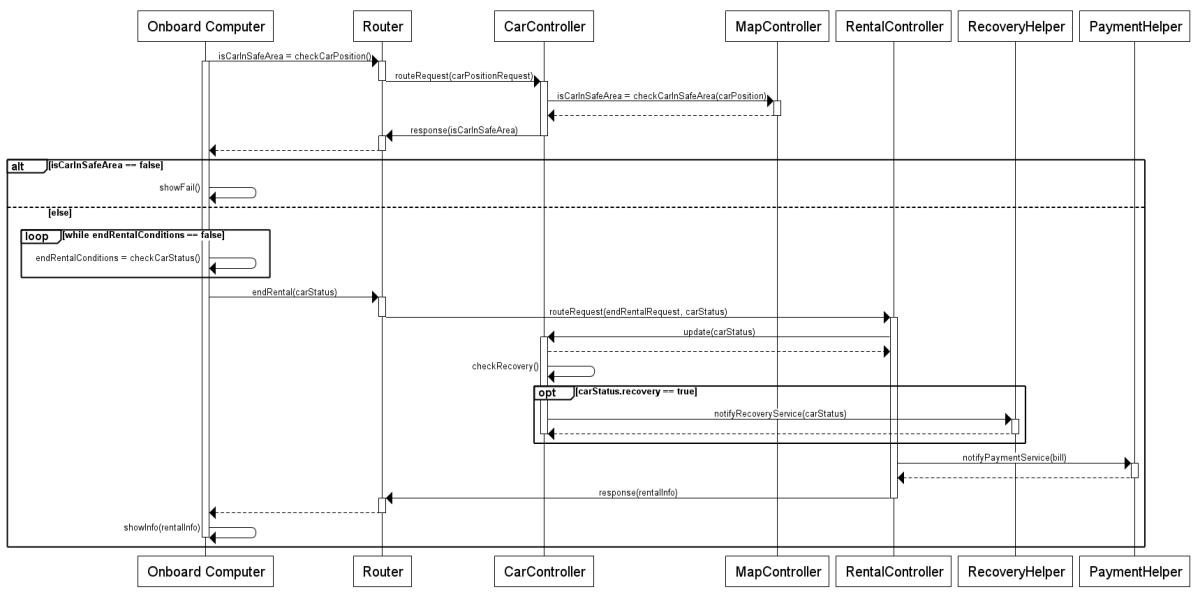 Onboard Computer
Router
CarController
MapController
RentalController
RecoveryHelper
PaymentHelper
isCarInSafeArea = checkCarPosition()
routeRequest(carPositionRequest)
isCarInSafeArea = checkCarInSafeArea(carPosition)
response(isCarInSafeArea)
alt
[isCarInSafeArea == false]
showFail()
[else]
loop
[while endRentalConditions == false]
endRentalConditions = checkCarStatus()
endRental(carStatus)
routeRequest(endRentalRequest, carStatus)
update(carStatus)
checkRecovery()
opt
[carStatus.recovery == true]
notifyRecoveryService(carStatus)
notifyPaymentService(bill)
response(rentalInfo)
showInfo(rentalInfo)
Onboard Computer
Router
CarController
MapController
RentalController
RecoveryHelper
PaymentHelper